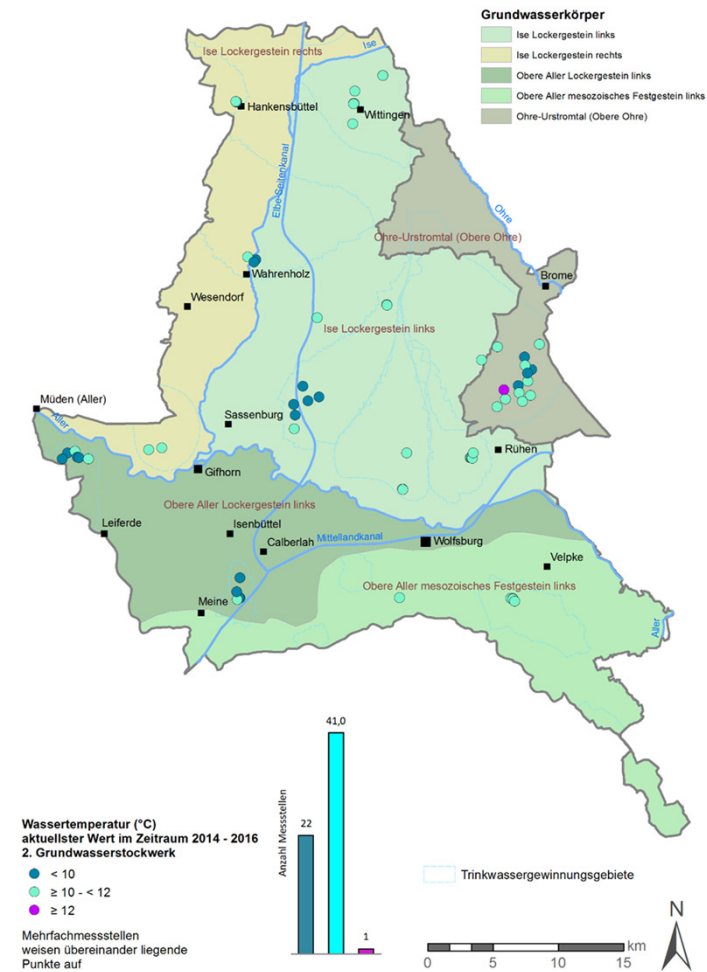 Grundwasserkörper
Ise Lockergestein links
Ise Lockergestein rechts
Obere Aller Lockergestein links
Obere Aller mesozoisches Festgestein links
Ohre-Urstromtal (Obere Ohre)
Ise Lockergestein rechts
Ise
Hankensbüttel
Wittingen
Elbe-Seitenkanal
Ohre
Ohre-Urstromtal (Obere Ohre)
Wahrenholz
Brome
Wesendorf
Ise Lockergestein links
Müden (Aller)
Aller
Sassenburg
Rühen
Gifhorn
Obere Aller Lockergestein links
Leiferde
Isenbüttel
Calberlah
Mittellandkanal
Wolfsburg
Velpke
Obere Aller mesozoisches Festgestein links
Meine
Aller
41,0
22
1
Anzahl Messstellen
Wassertemperatur (°C)
aktuellster Wert im Zeitraum 2014 - 2016
2. Grundwasserstockwerk
< 10
≥ 10 - < 12
≥ 12
Mehrfachmessstellen
weisen übereinander liegende
Punkte auf
Trinkwassergewinnungsgebiete
N
km
0 5 10 15